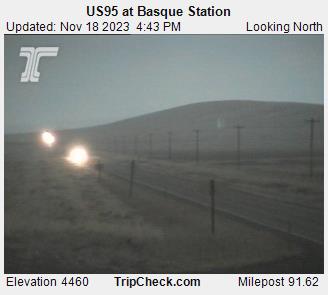 US95 at Basque Station
Updated: Nov 18 2023 4:43 PM Looking North
Elevation 4460 TripCheck.com Milepost 91.62